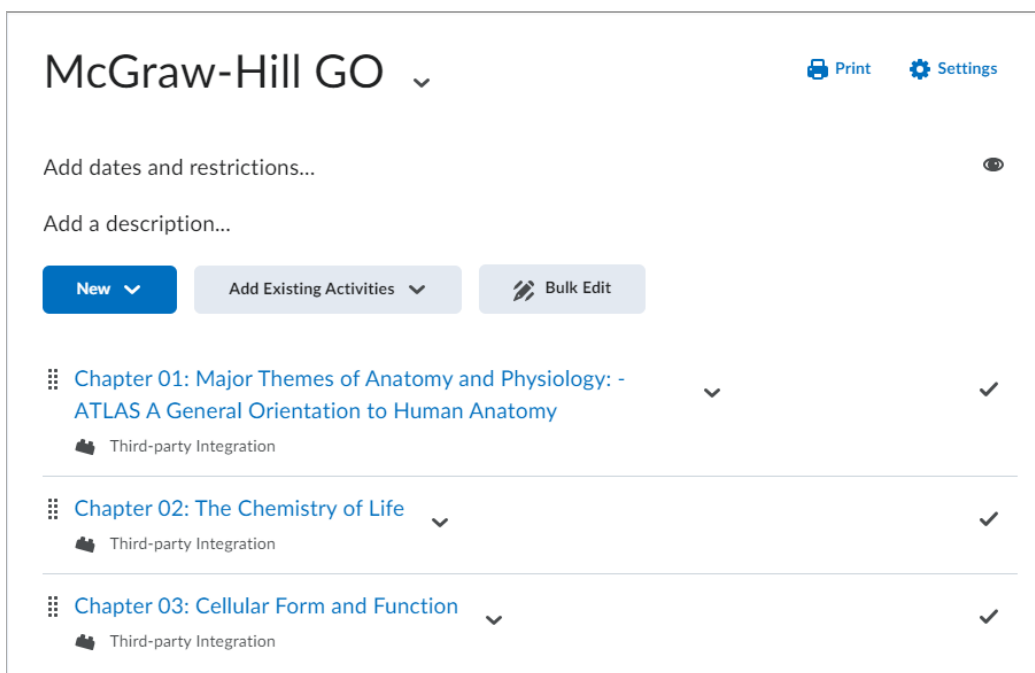 McGraw-Hill GO
Print
Settings
Add dates and restrictions...
Add a description...
New
Add Existing Activities
Bulk Edit
Chapter 01: Major Themes of Anatomy and Physiology: -
ATLAS A General Orientation to Human Anatomy
Third-party Integration
Chapter 02: The Chemistry of Life
Third-party Integration
Chapter 03: Cellular Form and Function
Third-party Integration